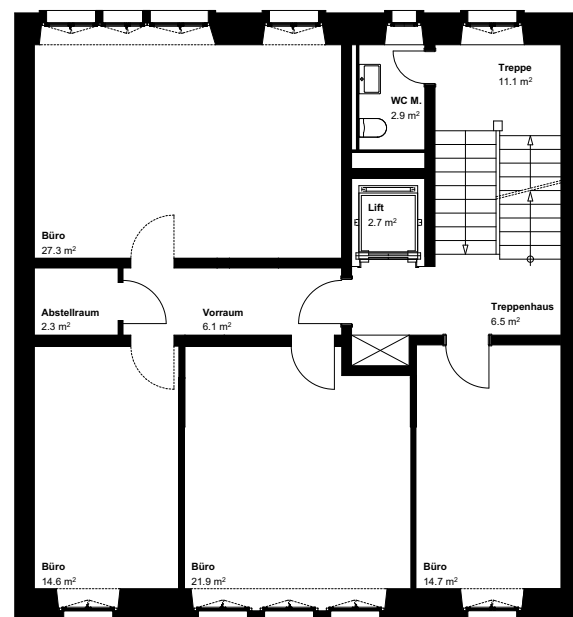 Treppe
11.1 m²
WC M.
2.9 m²
Lift
2.7 m²
Büro
27.3 m²
Abstellraum
2.3 m²
Vorraum
6.1 m²
Treppenhaus
6.5 m²
Büro
14.6 m²
Büro
21.9 m²
Büro
14.7 m²